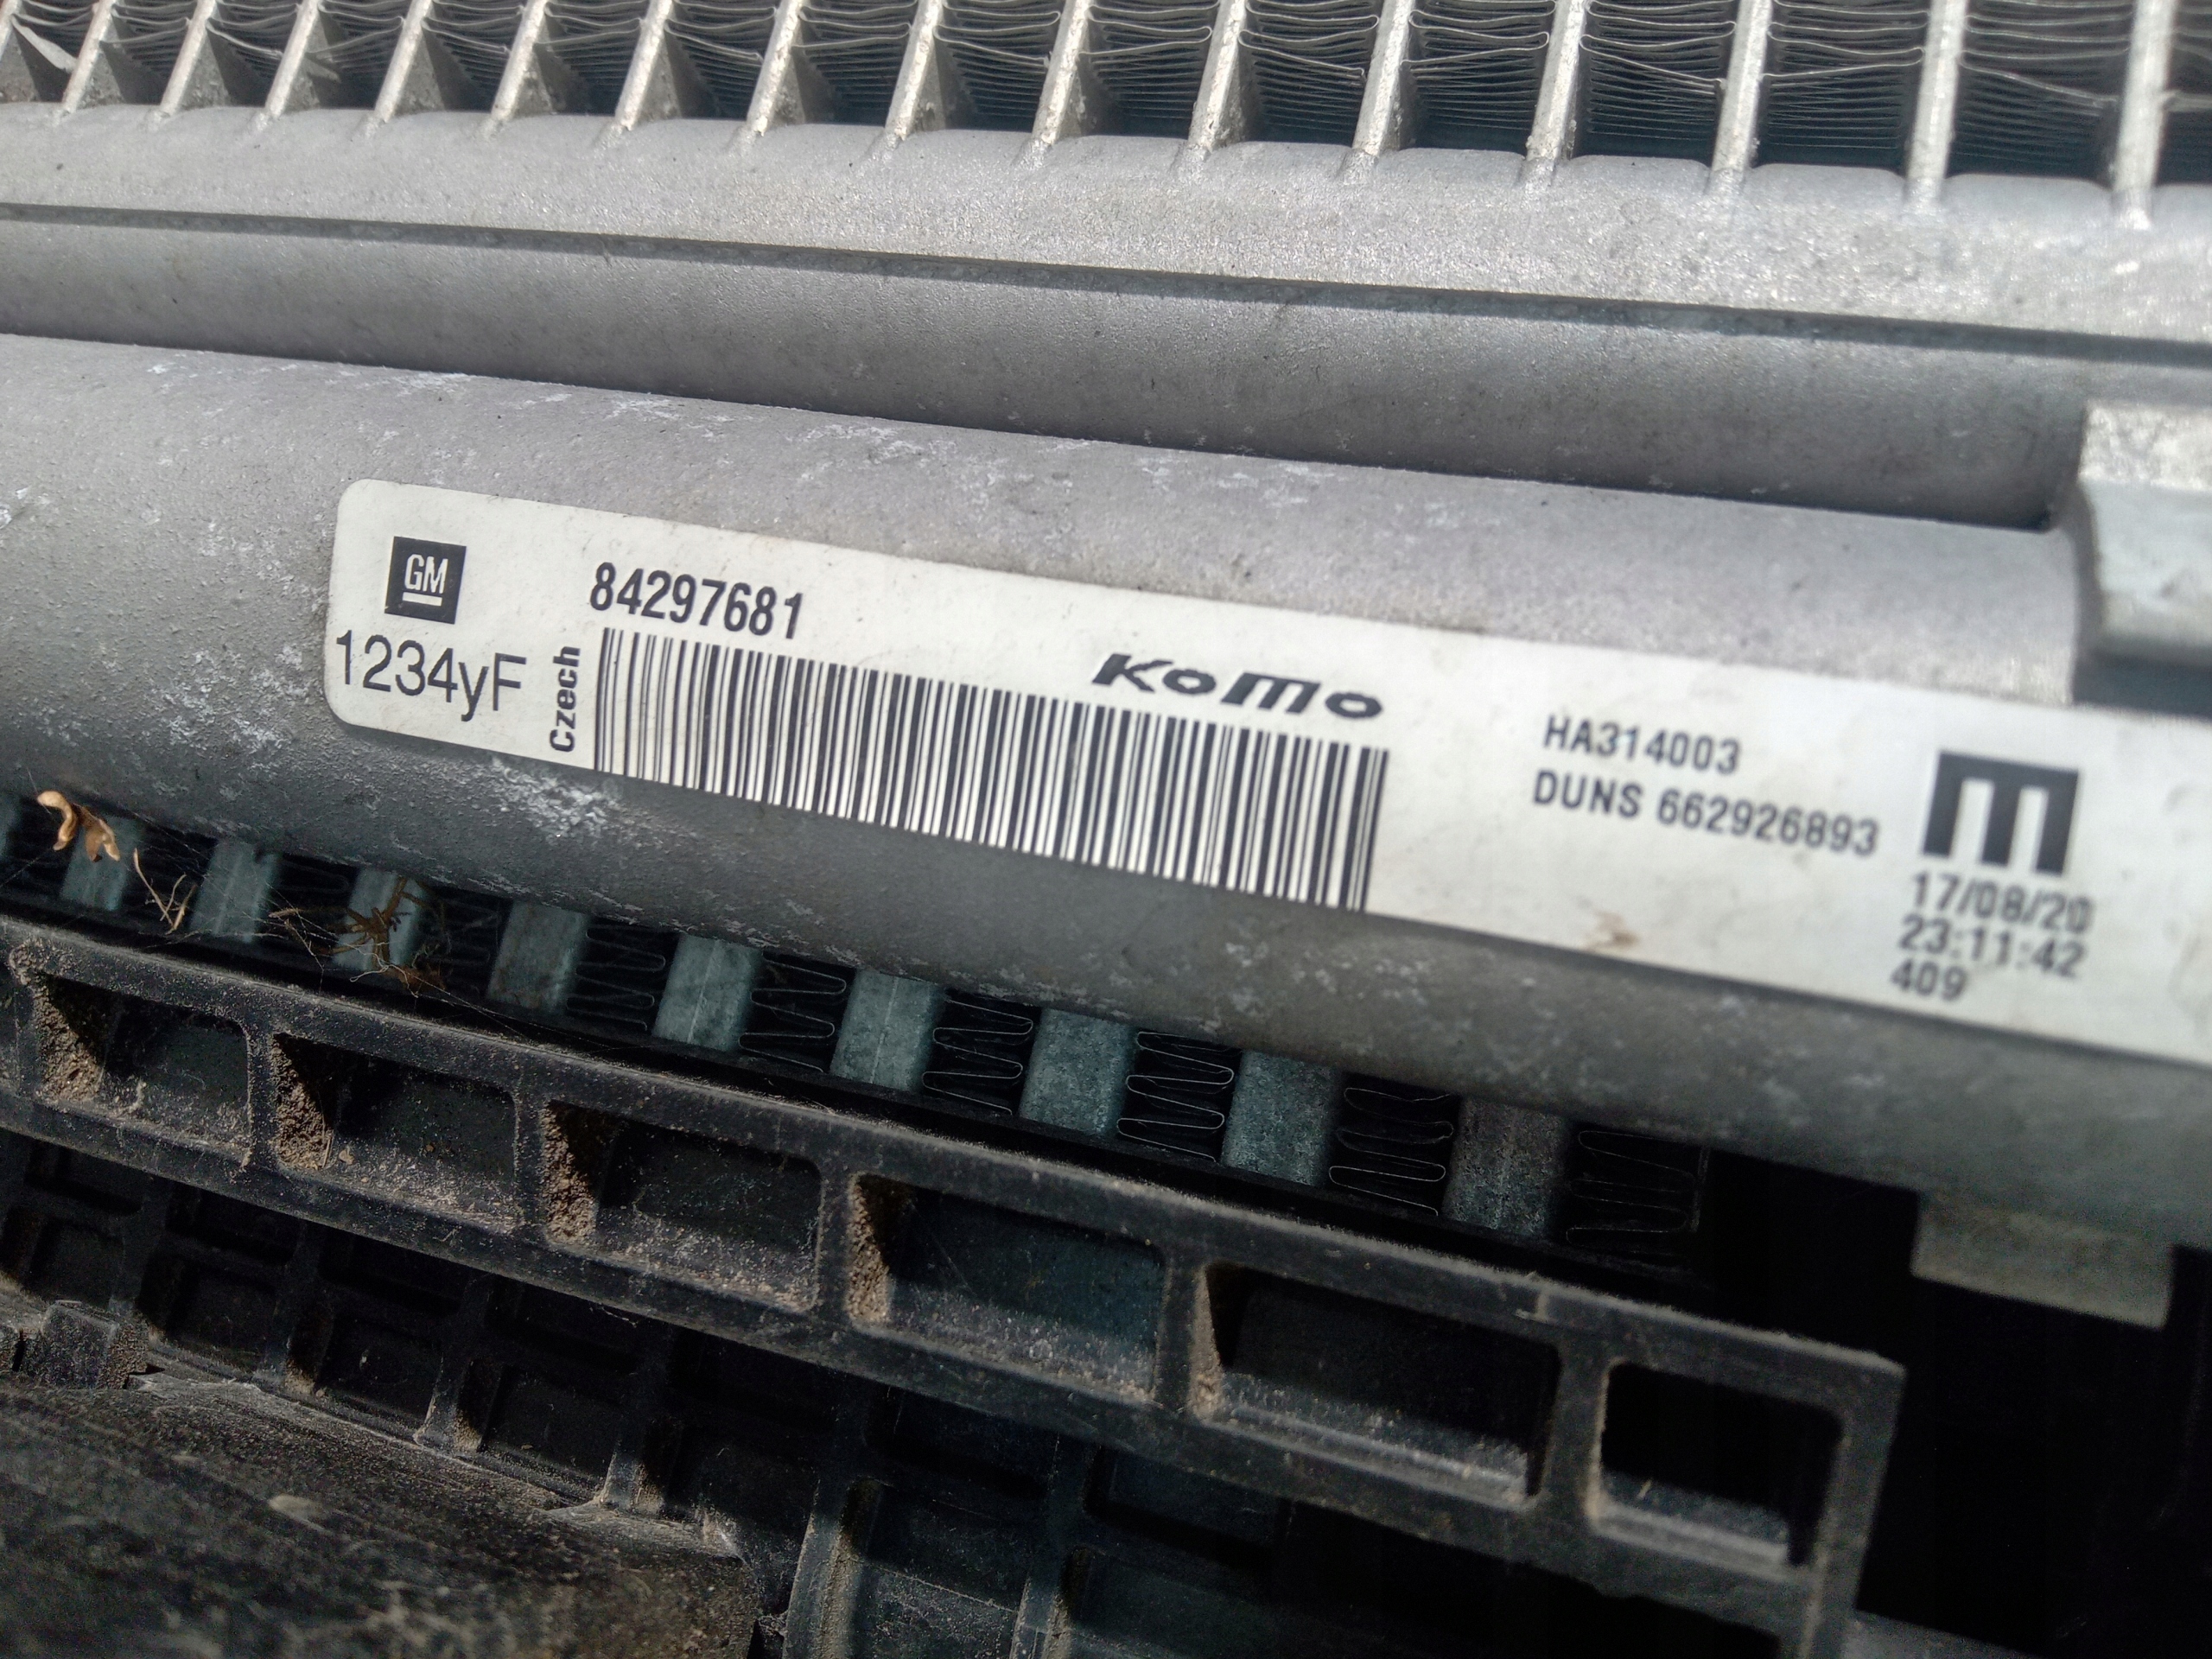 GM
84297681
1234yF
Czech
KoMo
HA314003
DUNS 662926893
17/08/20
23:11:42
409